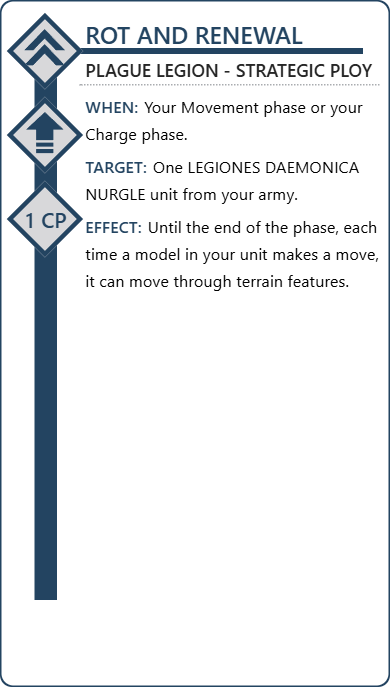 ROT AND RENEWAL
PLAGUE LEGION - STRATEGIC PLOY
WHEN: Your Movement phase or your
Charge phase.
TARGET: One LEGIONES DAEMONICA
NURGLE unit from your army.
1 CP
EFFECT: Until the end of the phase, each
time a model in your unit makes a move,
it can move through terrain features.